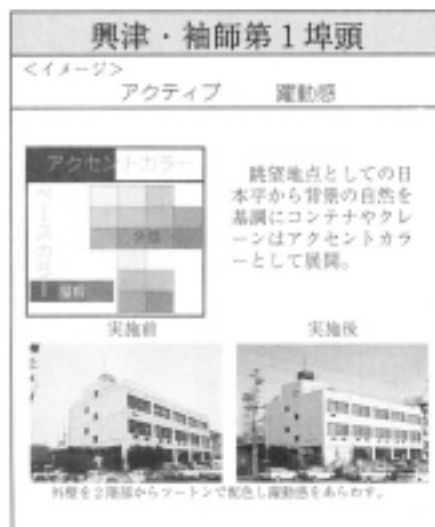 興津・袖師第1埠頭
<イメージ>
アクティブ 躍動感
アクセントカラー
ベースカラー
外壁
屋根
眺望地点としての日
本平から背景の自然を
基調にコンテナやクレ
ーンはアクセントカラ
ーとして展開。
実施前 実施後
外壁を2階部からツートンで配色し躍動感をあらわす。